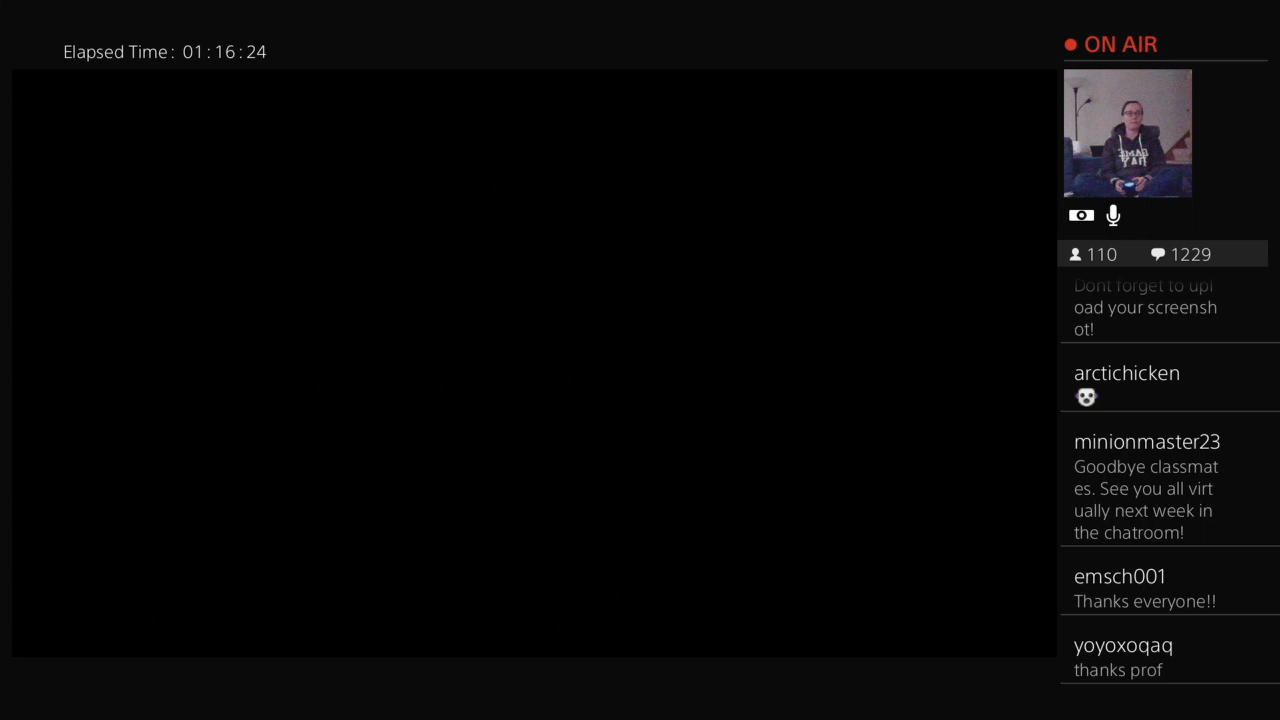 Elapsed Time: 01:16:24
ON AIR
GAME
DAY
110 1229
Dont forget to upl
oad your screensh
ot!
arctichicken
minionmaster23
Goodbye classmat
es. See you all virt
ually next week in
the chatroom!
emsch001
Thanks everyone!!
yoyoxoqaq
thanks prof